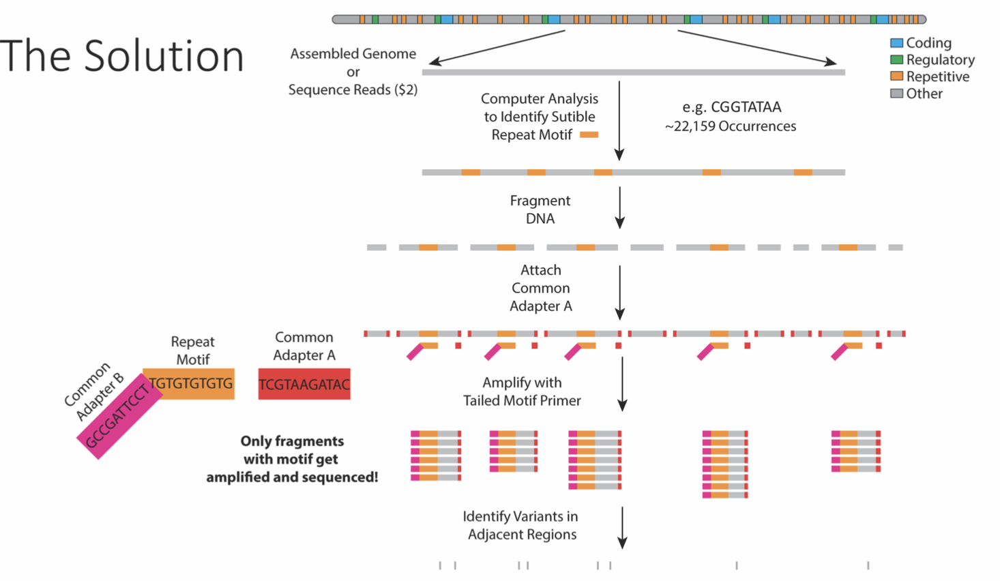 The Solution
Assembled Genome
or
Sequence Reads ($2)
Coding
Regulatory
Repetitive
Other
Computer Analysis
to Identify Sutible
Repeat Motif
e.g. CGGTATAA
~22,159 Occurrences
Fragment
DNA
Attach
Common
Adapter A
Common
Adapter B
GCCGATTCCT
Repeat
Motif
TGTGTGTGTG
Common
Adapter A
TCGTAAGATAC
Amplify with
Tailed Motif Primer
Only fragments
with motif get
amplified and sequenced!
Identify Variants in
Adjacent Regions